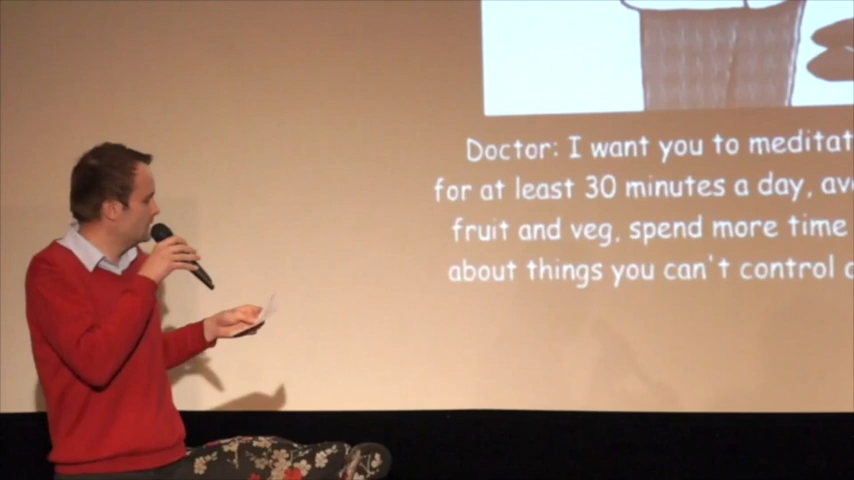 Doctor: I want you to meditat
for at least 30 minutes a day, av
fruit and veg, spend more time
about things you can't control